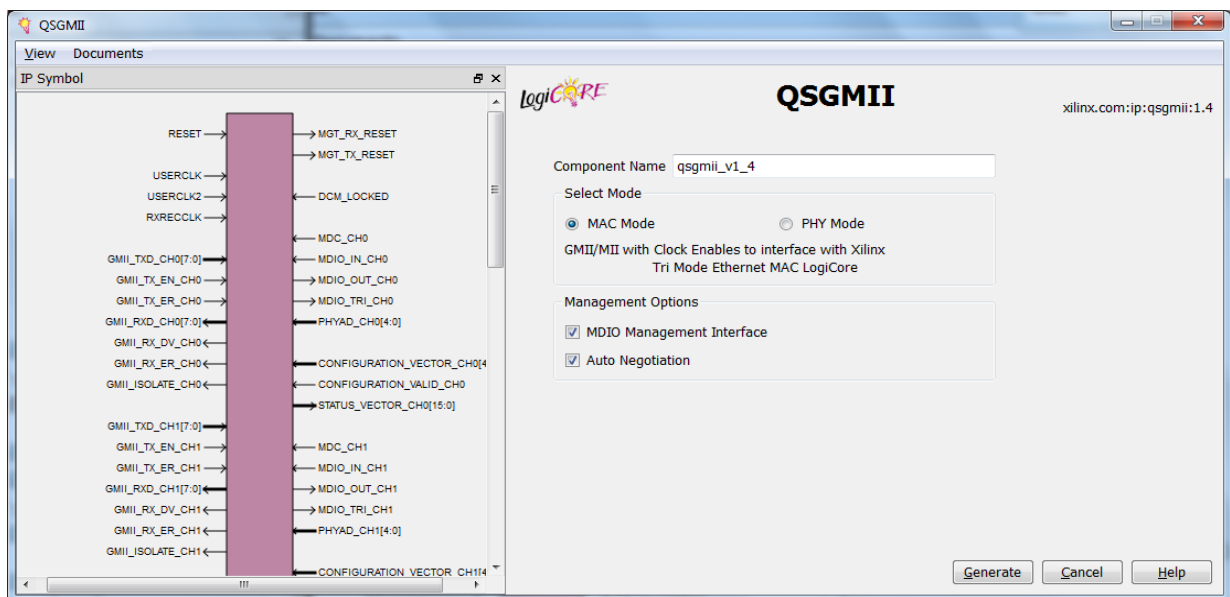 QSGMII
View Documents
IP Symbol
RESET
MGT_RX_RESET
MGT_TX_RESET
USERCLK
USERCLK2
DCM_LOCKED
RXRECCLK
MDC_CH0
GMII_TXD_CH0[7:0]
MDIO_IN_CH0
GMII_TX_EN_CH0
MDIO_OUT_CH0
GMII_TX_ER_CH0
MDIO_TRI_CH0
GMII_RXD_CH0[7:0]
PHYAD_CH0[4:0]
GMII_RX_DV_CH0
GMII_RX_ER_CH0
CONFIGURATION_VECTOR_CH0[4
GMII_ISOLATE_CH0
CONFIGURATION_VALID_CH0
STATUS_VECTOR_CH0[15:0]
GMII_TXD_CH1[7:0]
GMII_TX_EN_CH1
MDC_CH1
GMII_TX_ER_CH1
MDIO_IN_CH1
GMII_RXD_CH1[7:0]
MDIO_OUT_CH1
GMII_RX_DV_CH1
MDIO_TRI_CH1
GMII_RX_ER_CH1
PHYAD_CH1[4:0]
GMII_ISOLATE_CH1
CONFIGURATION_VECTOR_CH1[4
LogiCORE
QSGMII
xilinx.com:ip:qsgmii:1.4
Component Name qsgmii_v1_4
Select Mode
MAC Mode PHY Mode
GMII/MII with Clock Enables to interface with Xilinx
Tri Mode Ethernet MAC LogiCore
Management Options
MDIO Management Interface
Auto Negotiation
Generate Cancel Help